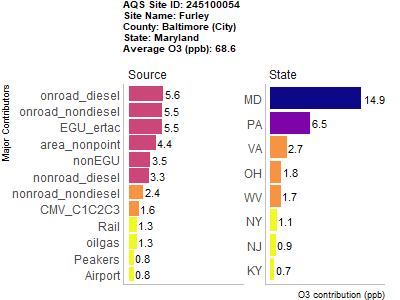 AQS Site ID: 245100054
Site Name: Furley
County: Baltimore (City)
State: Maryland
Average O3 (ppb): 68.6
Major Contributors
Source
onroad_diesel 5.6
onroad_nondiesel 5.5
EGU_ertac 5.5
area_nonpoint 4.4
nonEGU 3.5
nonroad_diesel 3.3
nonroad_nondiesel 2.4
CMV_C1C2C3 1.6
Rail 1.3
oilgas 1.3
Peakers 0.8
Airport 0.8
State
MD 14.9
PA 6.5
VA 2.7
OH 1.8
WV 1.7
NY 1.1
NJ 0.9
KY 0.7
O3 contribution (ppb)